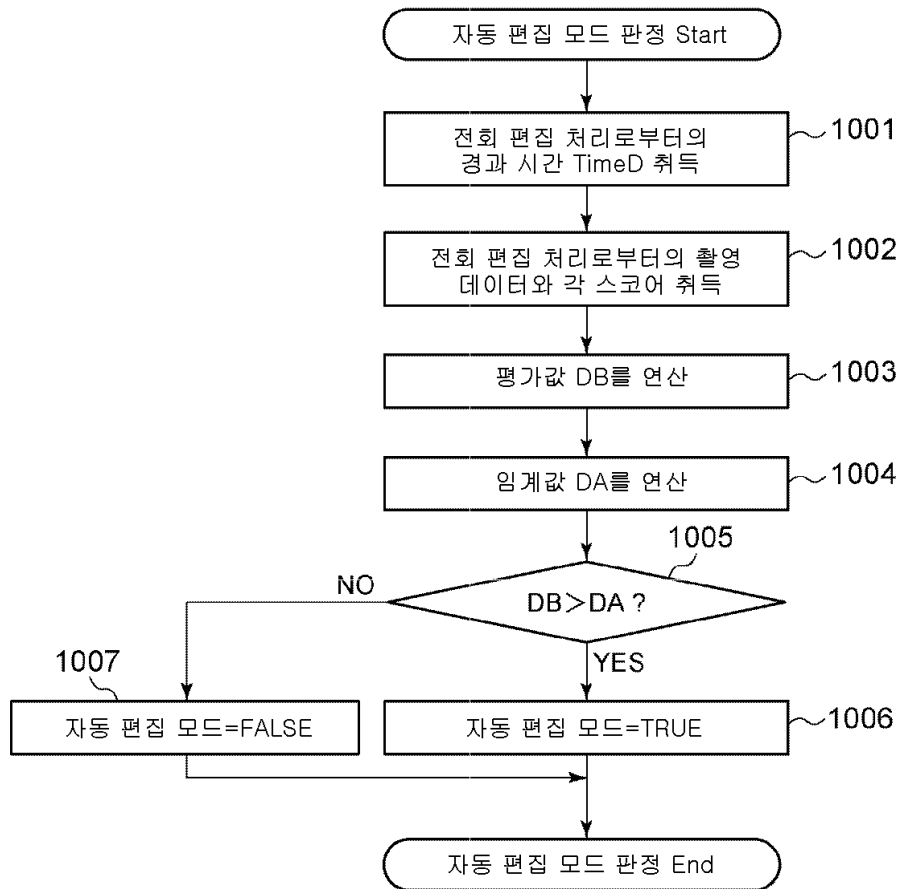 자동 편집 모드 판정 Start
전회 편집 처리로부터의
경과 시간 TimeD 취득
1001
전회 편집 처리로부터의 촬영
데이터와 각 스코어 취득
1002
평가값 DB를 연산
1003
임계값 DA를 연산
1004
1005
DB>DA ?
NO
YES
1007
자동 편집 모드=FALSE
자동 편집 모드=TRUE
1006
자동 편집 모드 판정 End